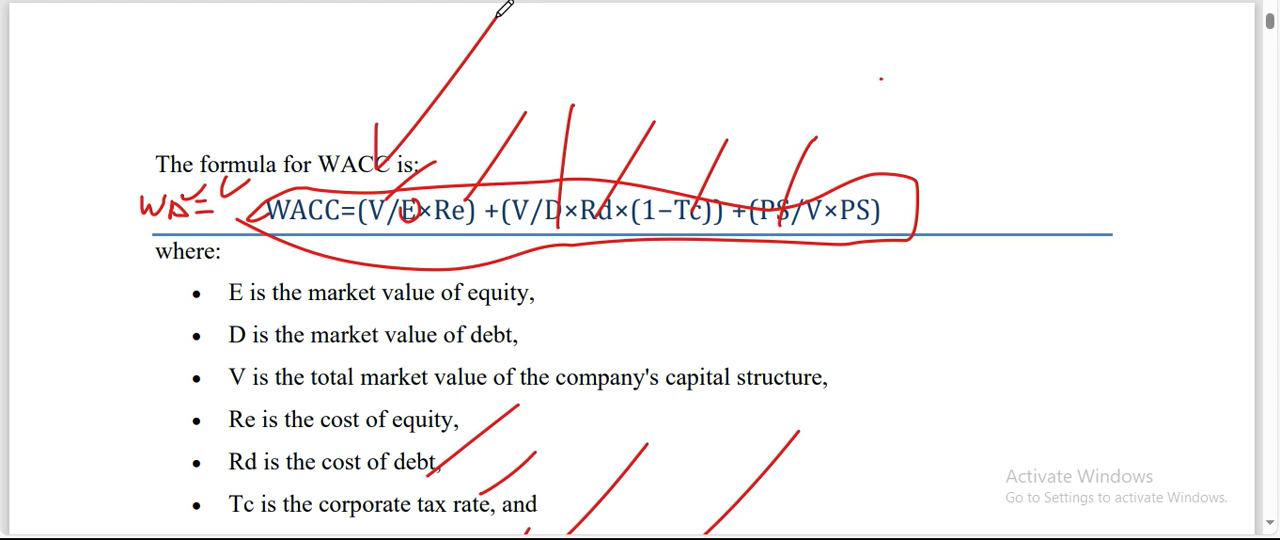 The formula for WACC is:
WACC=(V/E×Re) +(V/D×Rd×(1−Tc)) +(PS/V×PS)
where:
• E is the market value of equity,
• D is the market value of debt,
• V is the total market value of the company's capital structure,
• Re is the cost of equity,
• Rd is the cost of debt,
• Tc is the corporate tax rate, and
Activate Windows
Go to Settings to activate Windows.